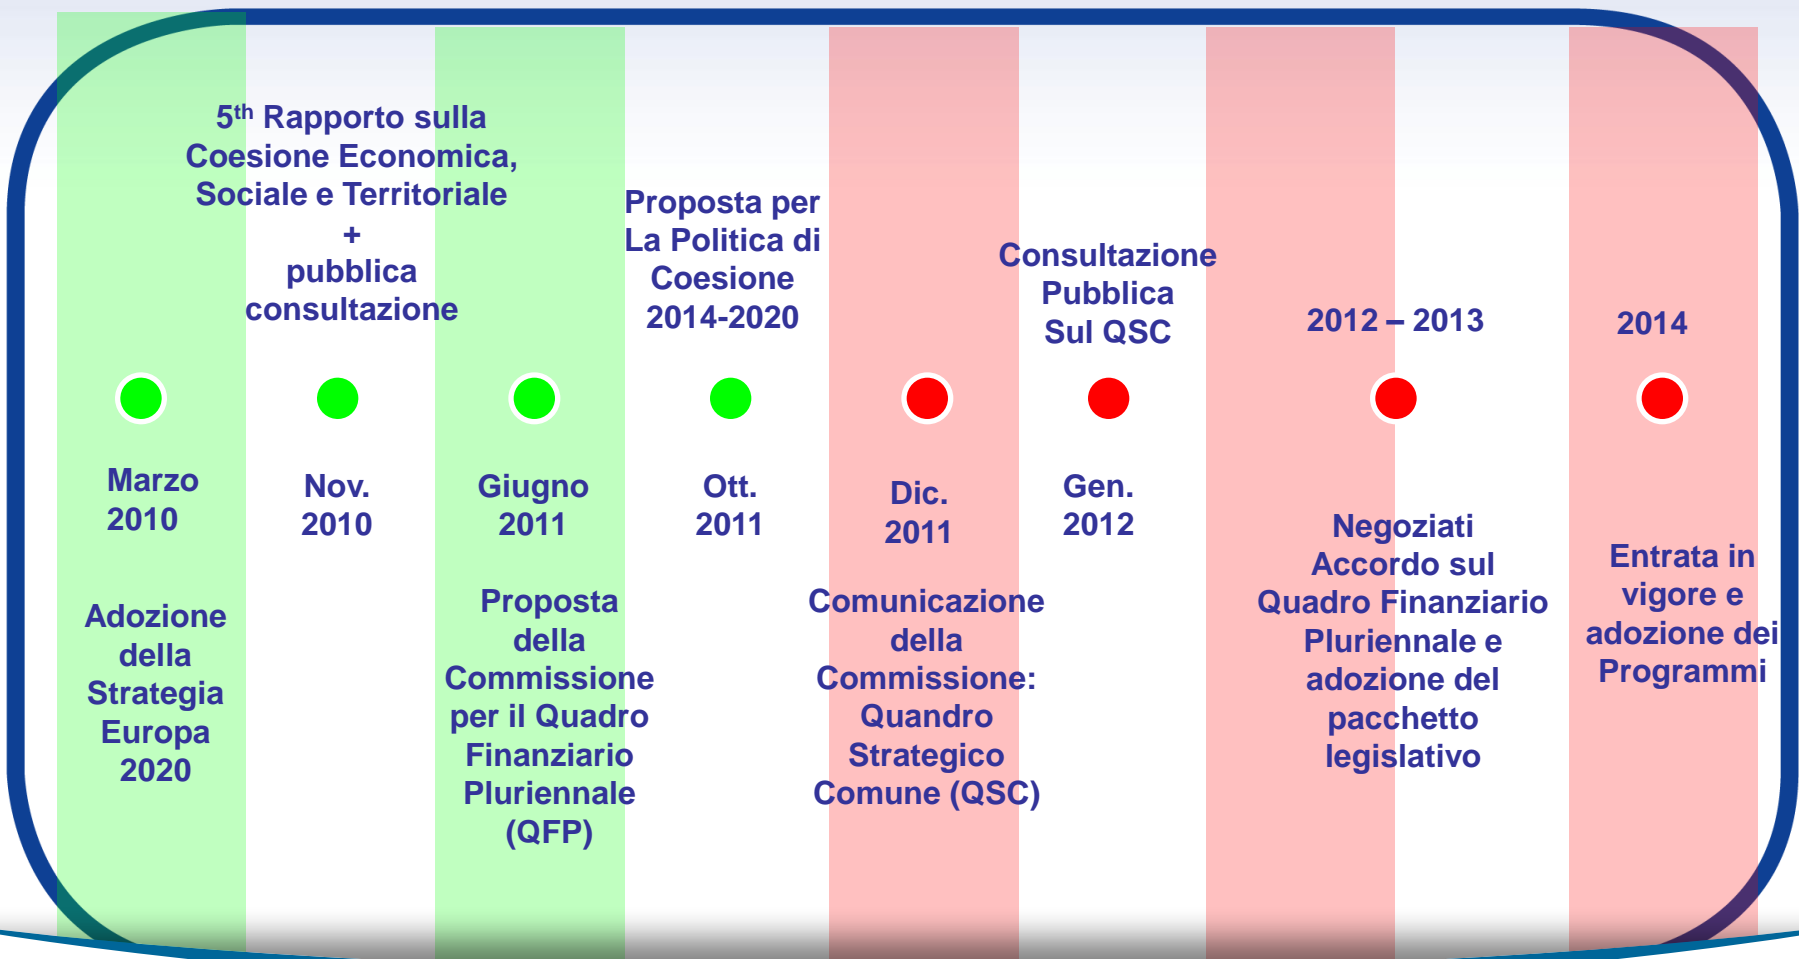 5th Rapporto sulla
Coesione Economica,
Sociale e Territoriale
+
pubblica
consultazione
Proposta per
La Politica di
Coesione
2014-2020
Consultazione
Pubblica
Sul QSC
2012 – 2013
2014
Marzo
2010
Nov.
2010
Giugno
2011
Ott.
2011
Dic.
2011
Gen.
2012
Adozione
della
Strategia
Europa
2020
Proposta
della
Commissione
per il Quadro
Finanziario
Pluriennale
(QFP)
Comunicazione
della
Commissione:
Quandro
Strategico
Comune (QSC)
Negoziati
Accordo sul
Quadro Finanziario
Pluriennale e
adozione del
pacchetto
legislativo
Entrata in
vigore e
adozione dei
Programmi